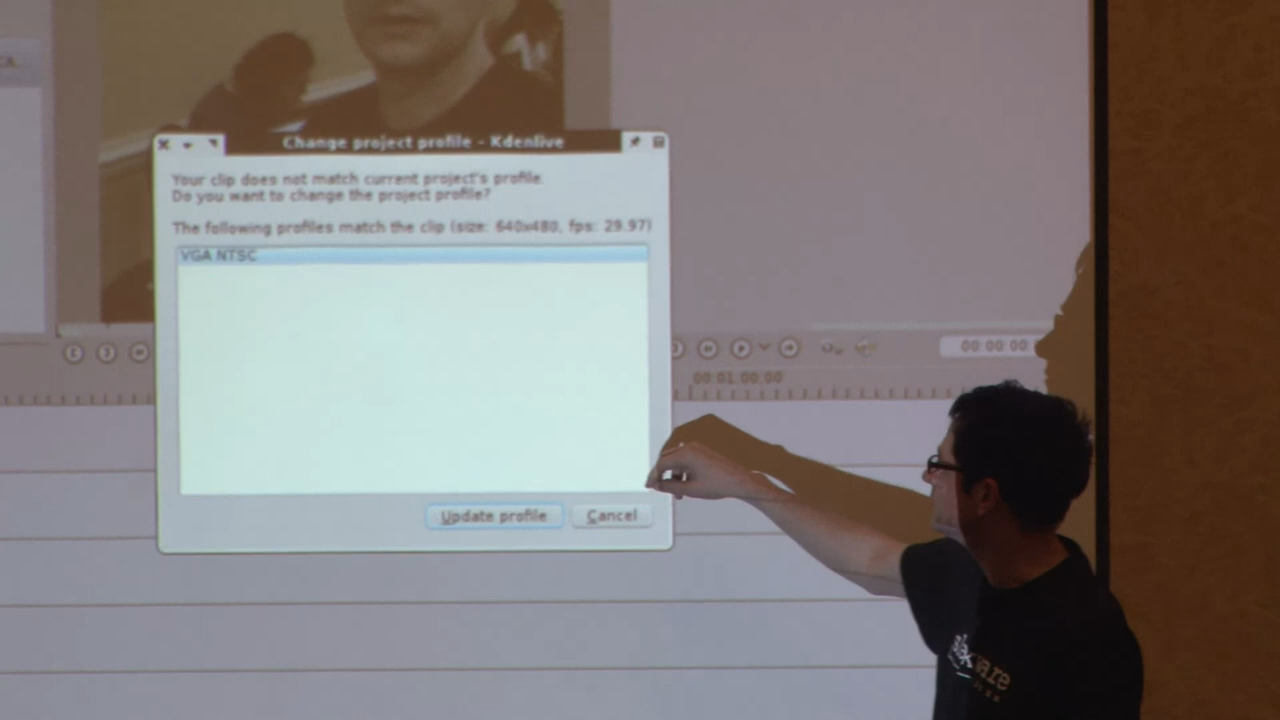 Change project profile - Kdenlive
Your clip does not match current project's profile.
Do you want to change the project profile?
The following profiles match the clip (size: 640x480, fps: 29.97)
VGA NTSC
00:00:00:
00:01:00:00
Update profile
Cancel
slackware